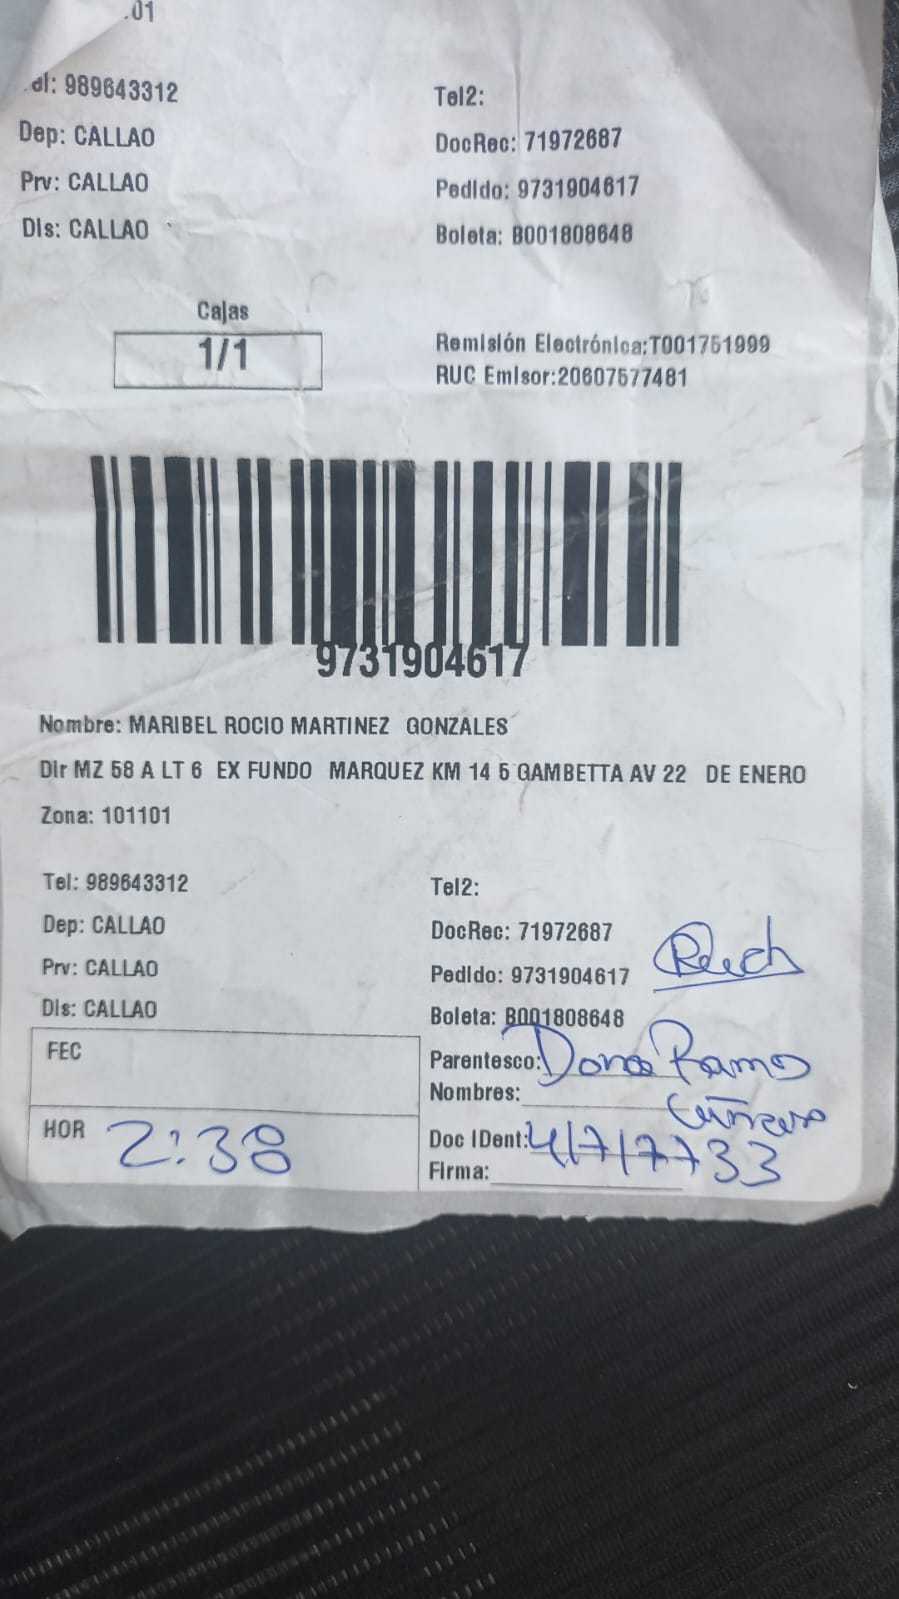 .01
el: 989643312
Tel2:
Dep: CALLAO
DocRec: 71972687
Prv: CALLAO
Pedido: 9731904617
Dis: CALLAO
Boleta: B001808648
Cajas
1/1
Remisión Electrónica:T001751999
RUC Emisor:20607577481
9731904617
Nombre: MARIBEL ROCIO MARTINEZ GONZALES
Dir MZ 58 A LT 6 EX FUNDO MARQUEZ KM 14 5 GAMBETTA AV 22 DE ENERO
Zona: 101101
Tel: 989643312
Tel2:
Dep: CALLAO
DocRec: 71972687
Prv: CALLAO
Pedido: 9731904617
Dis: CALLAO
Boleta: B001808648
FEC
Parentesco:
Nombres:
HOR 2:38
Doc IDent: 41717733
Firma: